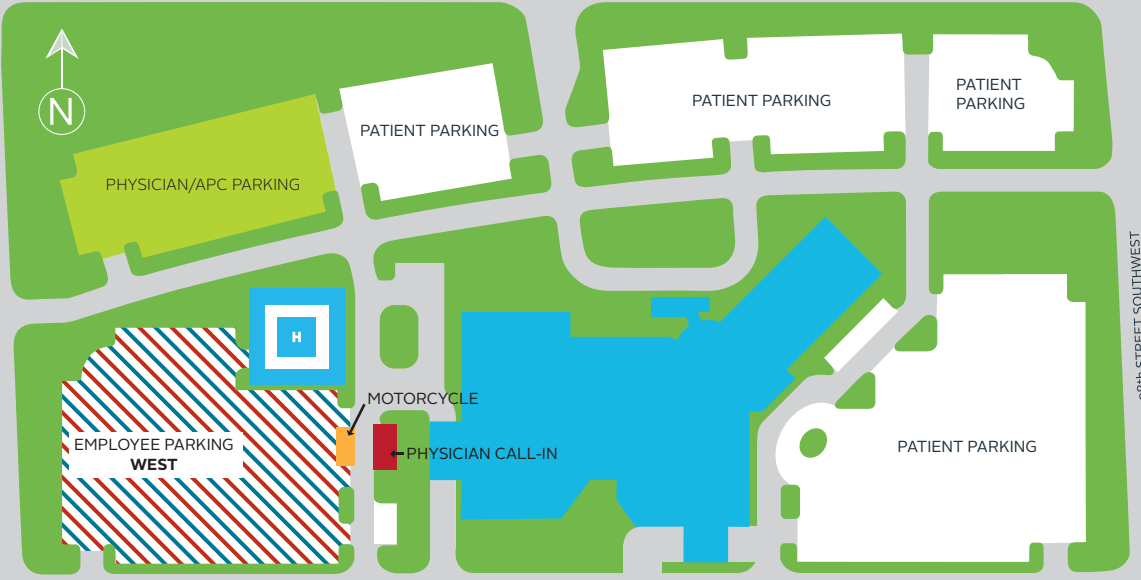 N
PATIENT PARKING
PATIENT PARKING
PATIENT
PARKING
PHYSICIAN/APC PARKING
H
MOTORCYCLE
EMPLOYEE PARKING
WEST
PHYSICIAN CALL-IN
PATIENT PARKING
STREET SOUTHWEST